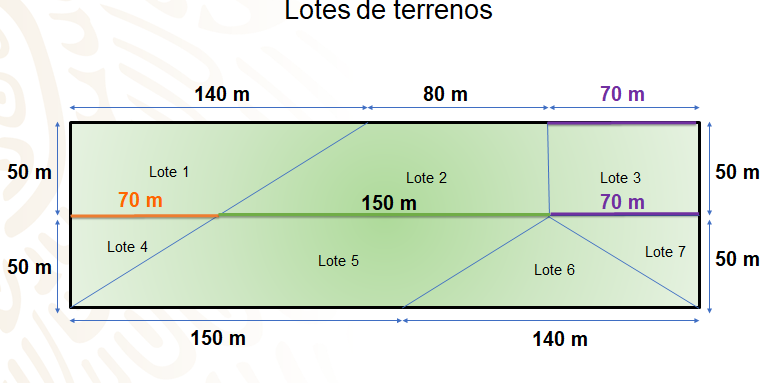 Lotes de terrenos
140 m
80 m
70 m
50 m
Lote 1
Lote 2
Lote 3
50 m
70 m
150 m
70 m
50 m
Lote 4
Lote 5
Lote 6
Lote 7
50 m
150 m
140 m